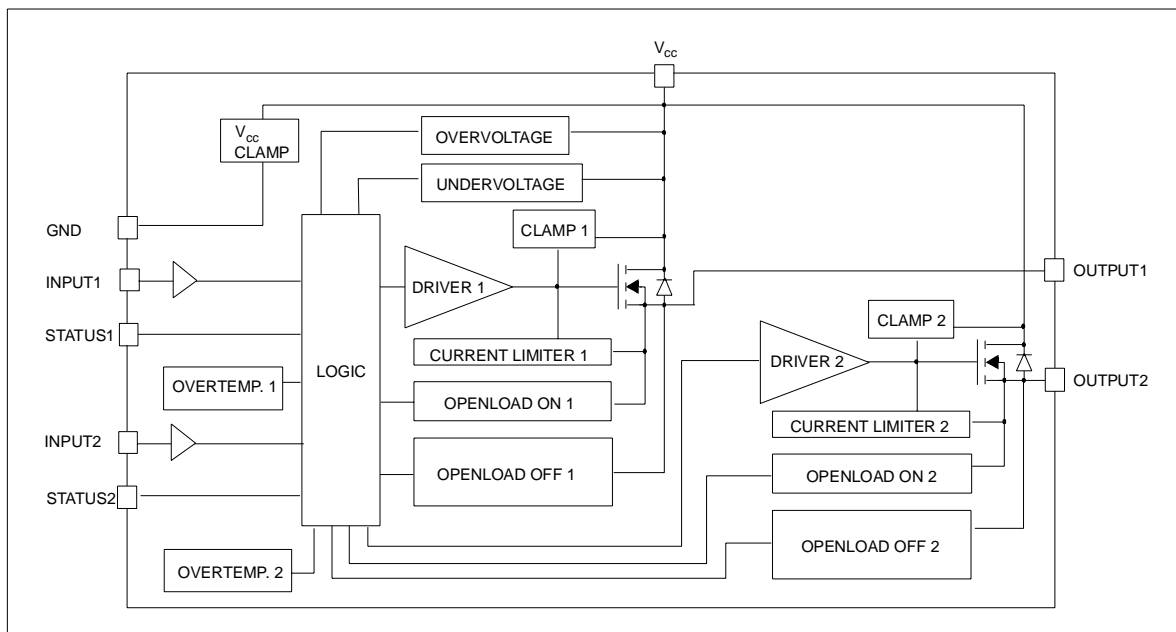 Vcc
Vcc
CLAMP
OVERVOLTAGE
UNDERVOLTAGE
GND
CLAMP 1
INPUT1
OUTPUT1
DRIVER 1
CLAMP 2
STATUS1
CURRENT LIMITER 1
DRIVER 2
LOGIC
OVERTEMP. 1
OUTPUT2
OPENLOAD ON 1
CURRENT LIMITER 2
INPUT2
OPENLOAD OFF 1
OPENLOAD ON 2
STATUS2
OPENLOAD OFF 2
OVERTEMP. 2